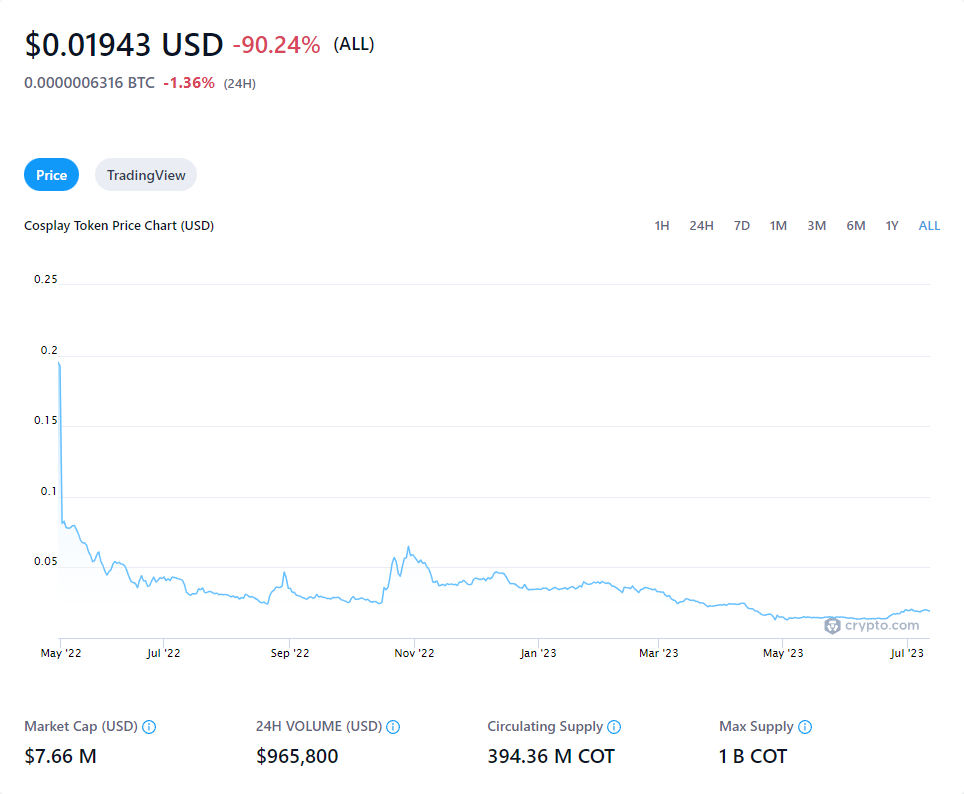 $0.01943 USD -90.24% (ALL)
0.0000006316 BTC -1.36% (24H)
Price TradingView
Cosplay Token Price Chart (USD) 1H 24H 7D 1M 3M 6M 1Y ALL
0.25
0.2
0.15
0.1
0.05
crypto.com
May '22 Jul '22 Sep '22 Nov '22 Jan '23 Mar '23 May '23 Jul '23
Market Cap (USD) 24H VOLUME (USD) Circulating Supply Max Supply
$7.66 M $965,800 394.36 M COT 1 B COT